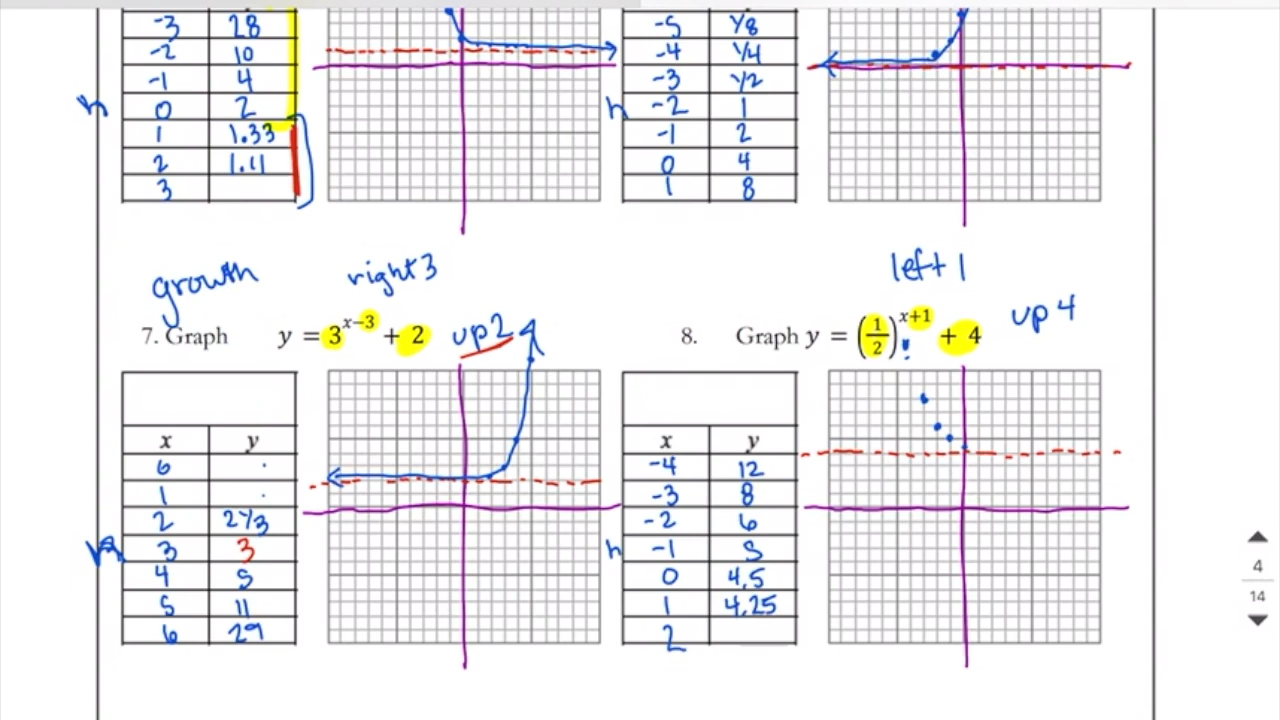 -3 28
-2 10
-1 4
h 0 2
1 1.33
2 1.11
3
-5 1/8
-4 1/4
-3 1/2
h -2 1
-1 2
0 4
1 8
growth right 3
7. Graph y = 3^{x-3} + 2 up 2
x y
0 .
1 .
2 2 1/3
3 3
4 5
5 11
6 29
left 1
8. Graph y = (1/2)^{x+1} + 4 up 4
x y
-4 12
-3 8
-2 6
h -1 5
0 4.5
1 4.25
2
4
14